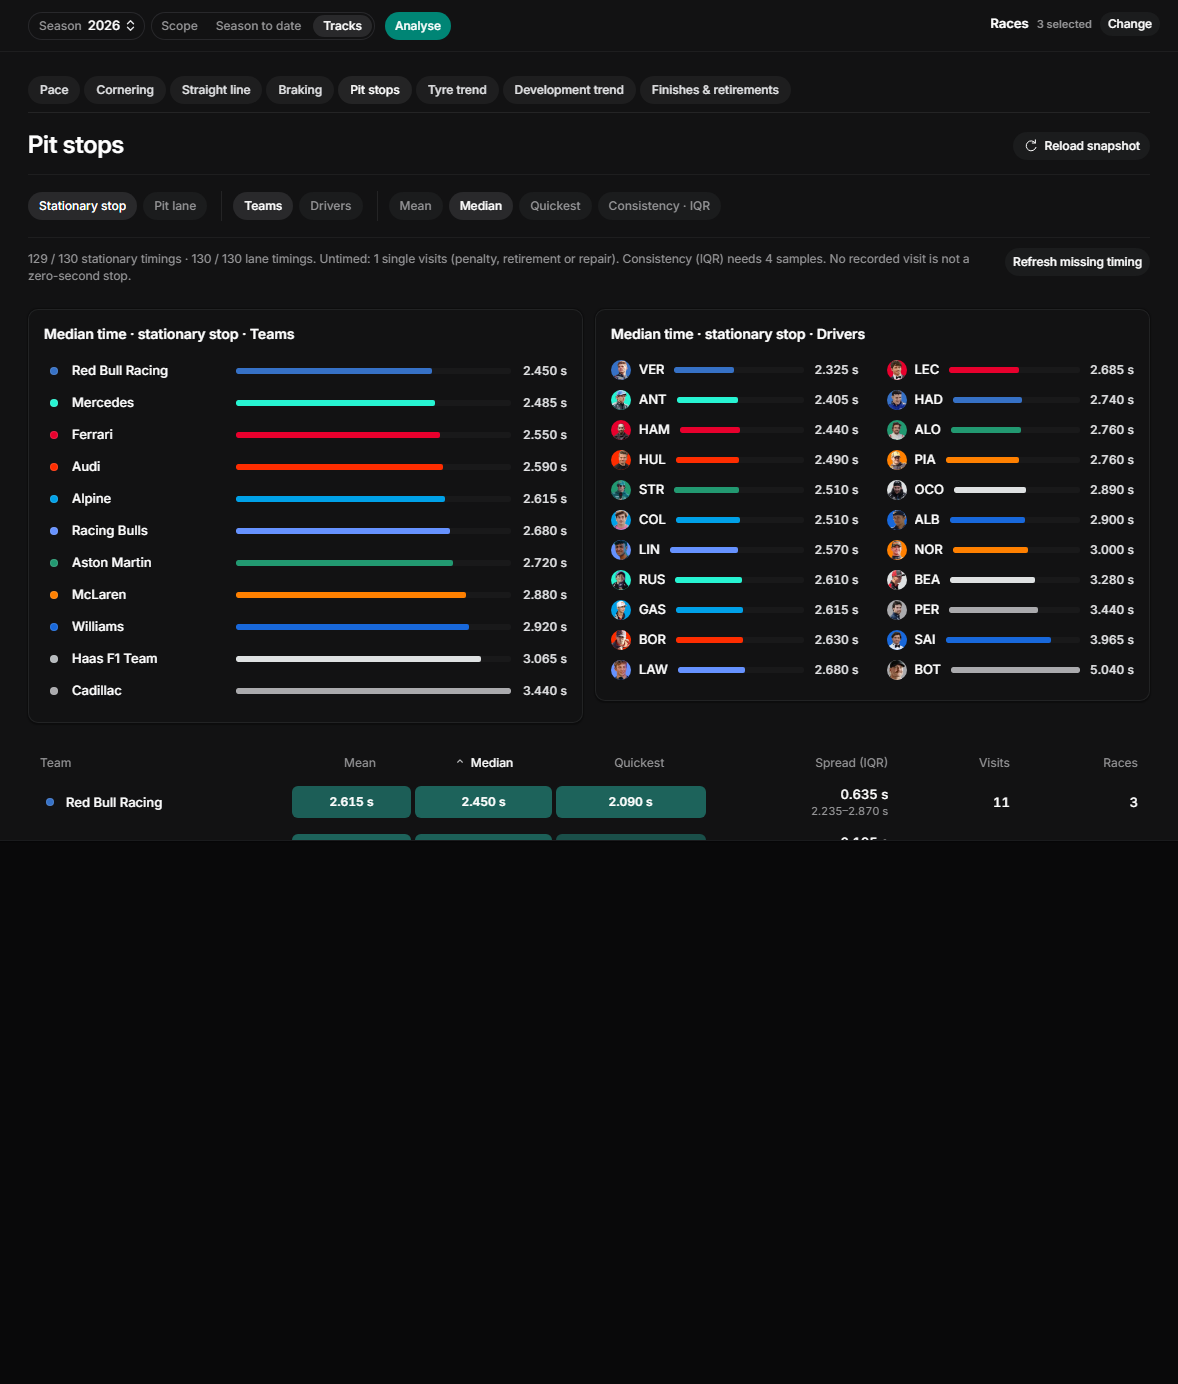 Season 2026 Scope Season to date Tracks Analyse Races 3 selected Change
Pace Cornering Straight line Braking Pit stops Tyre trend Development trend Finishes & retirements
Pit stops Reload snapshot
Stationary stop Pit lane Teams Drivers Mean Median Quickest Consistency · IQR
129 / 130 stationary timings · 130 / 130 lane timings. Untimed: 1 single visits (penalty, retirement or repair). Consistency (IQR) needs 4 samples. No recorded visit is not a
zero-second stop.
Refresh missing timing
Median time · stationary stop · Teams
Red Bull Racing 2.450 s
Mercedes 2.485 s
Ferrari 2.550 s
Audi 2.590 s
Alpine 2.615 s
Racing Bulls 2.680 s
Aston Martin 2.720 s
McLaren 2.880 s
Williams 2.920 s
Haas F1 Team 3.065 s
Cadillac 3.440 s
Median time · stationary stop · Drivers
VER 2.325 s
ANT 2.405 s
HAM 2.440 s
HUL 2.490 s
STR 2.510 s
COL 2.510 s
LIN 2.570 s
RUS 2.610 s
GAS 2.615 s
BOR 2.630 s
LAW 2.680 s
LEC 2.685 s
HAD 2.740 s
ALO 2.760 s
PIA 2.760 s
OCO 2.890 s
ALB 2.900 s
NOR 3.000 s
BEA 3.280 s
PER 3.440 s
SAI 3.965 s
BOT 5.040 s
Team Mean Median Quickest Spread (IQR) Visits Races
Red Bull Racing 2.615 s 2.450 s 2.090 s 0.635 s 11 3
2.235–2.870 s